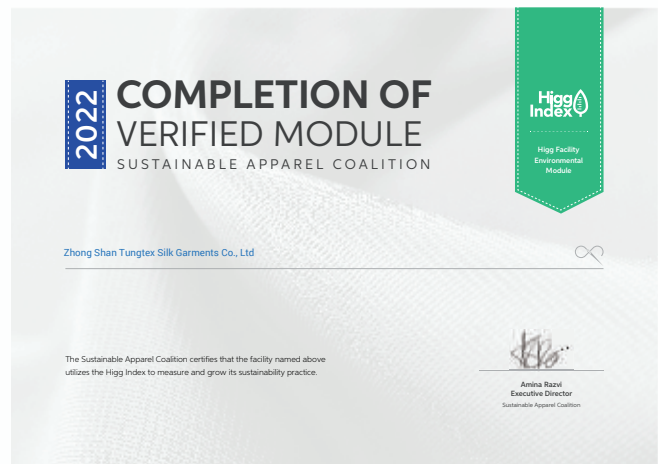 2022
COMPLETION OF
VERIFIED MODULE
SUSTAINABLE APPAREL COALITION
Higg
Index
Higg Facility
Environmental
Module
Zhong Shan Tungtex Silk Garments Co., Ltd
The Sustainable Apparel Coalition certifies that the facility named above
utilizes the Higg Index to measure and grow its sustainability practice.
Amina Razvi
Executive Director
Sustainable Apparel Coalition